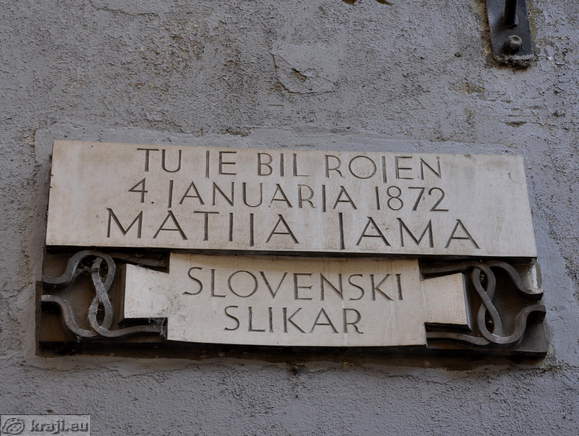 TU JE BIL ROJEN
4. JANUARJA 1872
MATIJA JAMA
SLOVENSKI
SLIKAR
kraji.eu